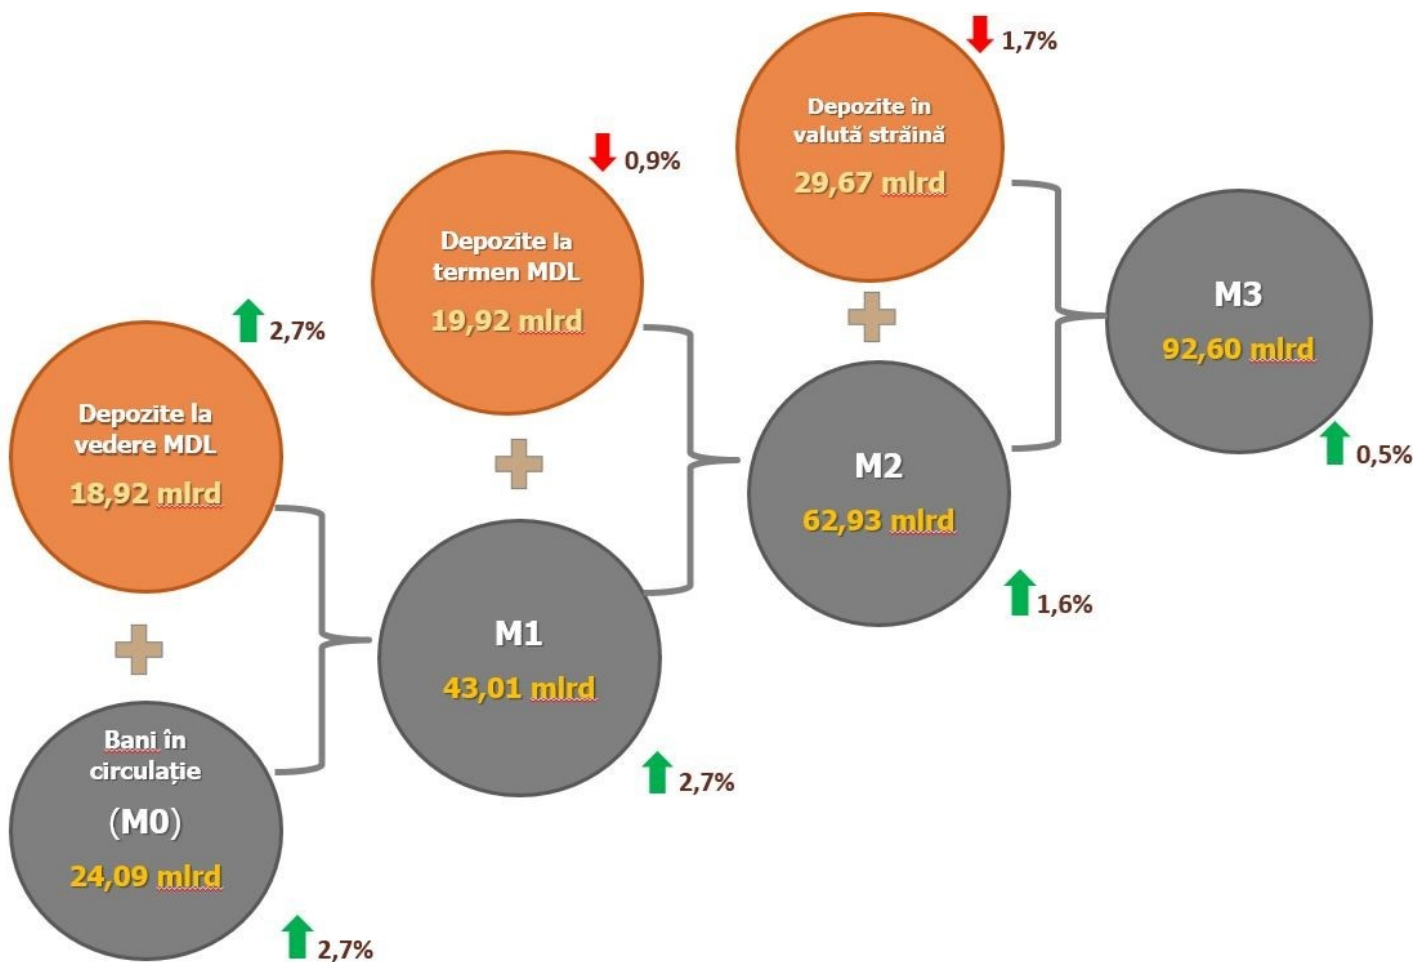 Depozite la
vedere MDL
18,92 mlrd
2,7%
Bani în
circulație
(M0)
24,09 mlrd
2,7%
Depozite la
termen MDL
19,92 mlrd
0,9%
M1
43,01 mlrd
2,7%
Depozite în
valută străină
29,67 mlrd
1,7%
M2
62,93 mlrd
1,6%
M3
92,60 mlrd
0,5%